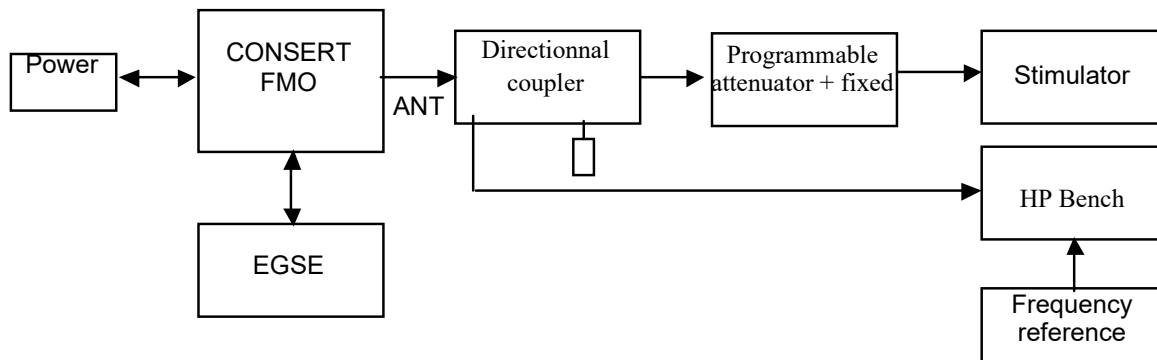 Power
CONSERT
FMO
ANT
Directionnal
coupler
Programmable
attenuator + fixed
Stimulator
HP Bench
EGSE
Frequency
reference